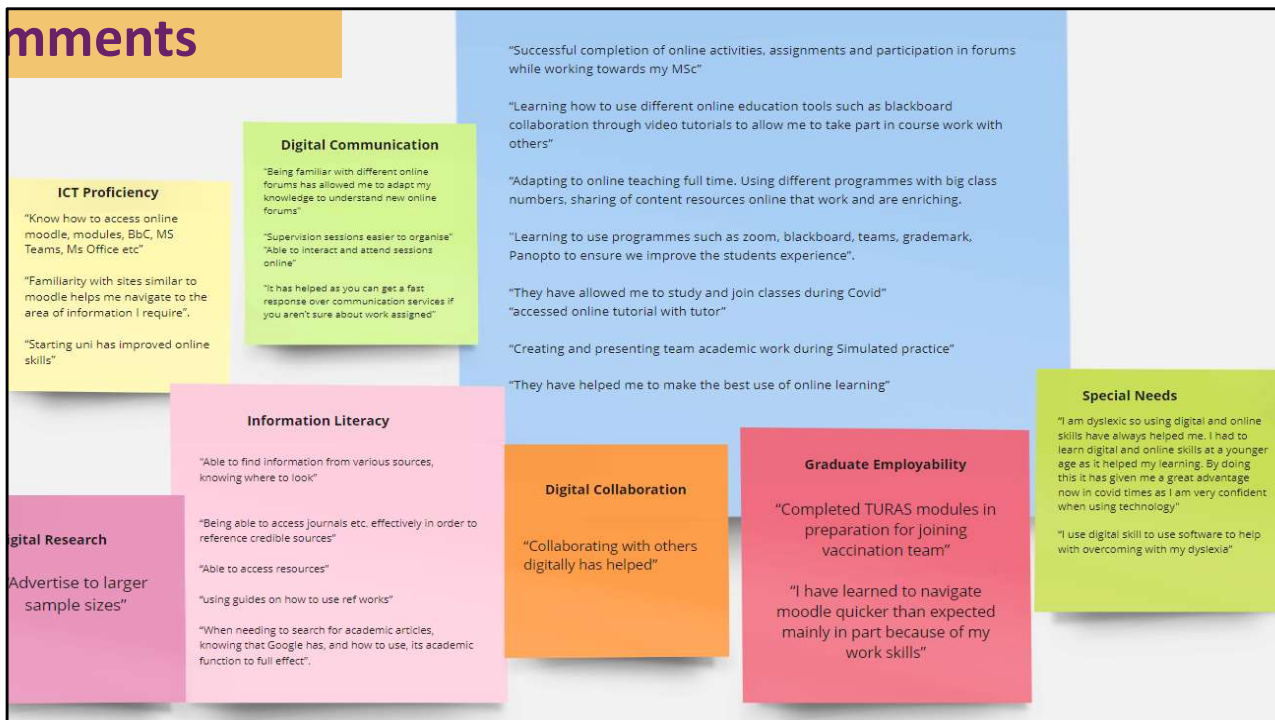 mments
"Successful completion of online activities, assignments and participation in forums
while working towards my MSc"
"Learning how to use different online education tools such as blackboard
collaboration through video tutorials to allow me to take part in course work with
others"
"Adapting to online teaching full time. Using different programmes with big class
numbers, sharing of content resources online that work and are enriching.
"Learning to use programmes such as zoom, blackboard, teams, grademark,
Panopto to ensure we improve the students experience".
"They have allowed me to study and join classes during Covid"
"accessed online tutorial with tutor"
"Creating and presenting team academic work during Simulated practice"
"They have helped me to make the best use of online learning"
Digital Communication
"Being familiar with different online
forums has allowed me to adapt my
knowledge to understand new online
forums"
"Supervision sessions easier to organise"
"Able to interact and attend sessions
online"
"It has helped as you can get a fast
response over communication services if
you aren't sure about work assigned"
ICT Proficiency
"Know how to access online
moodle, modules, BbC, MS
Teams, Ms Office etc"
"Familiarity with sites similar to
moodle helps me navigate to the
area of information I require".
"Starting uni has improved online
skills"
Information Literacy
"Able to find information from various sources,
knowing where to look"
"Being able to access journals etc. effectively in order to
reference credible sources"
"Able to access resources"
"using guides on how to use ref works"
"When needing to search for academic articles,
knowing that Google has, and how to use, its academic
function to full effect".
igital Research
Advertise to larger
sample sizes"
Digital Collaboration
"Collaborating with others
digitally has helped"
Graduate Employability
"Completed TURAS modules in
preparation for joining
vaccination team"
"I have learned to navigate
moodle quicker than expected
mainly in part because of my
work skills"
Special Needs
"I am dyslexic so using digital and online
skills have always helped me. I had to
learn digital and online skills at a younger
age as it helped my learning. By doing
this it has given me a great advantage
now in covid times as I am very confident
when using technology"
"I use digital skill to use software to help
with overcoming with my dyslexia"